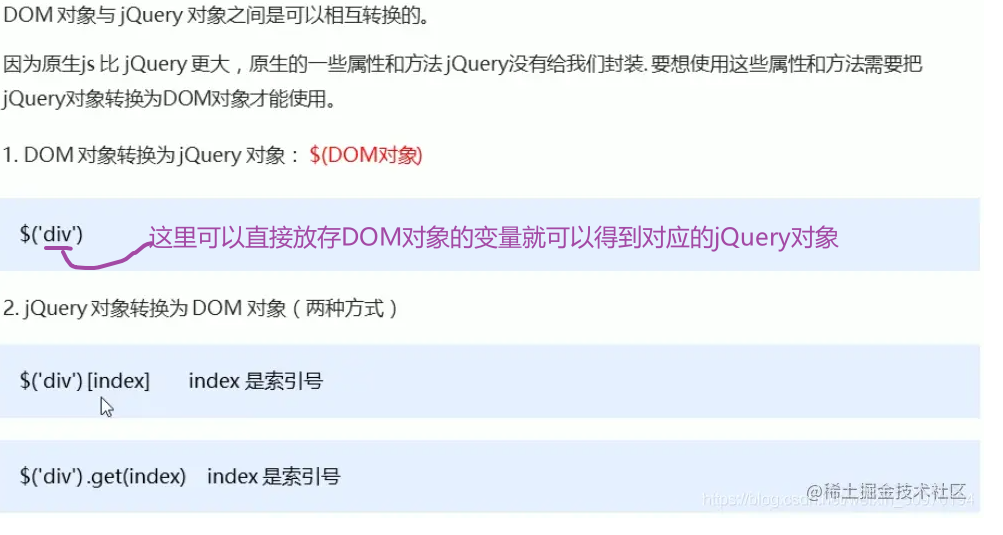 DOM 对象与 jQuery 对象之间是可以相互转换的。
因为原生js 比 jQuery 更大，原生的一些属性和方法 jQuery没有给我们封装. 要想使用这些属性和方法需要把
jQuery对象转换为DOM对象才能使用。
1. DOM 对象转换为 jQuery 对象： $(DOM对象)
$('div') 这里可以直接放存DOM对象的变量就可以得到对应的jQuery对象
2. jQuery 对象转换为 DOM 对象（两种方式）
$('div') [index] index 是索引号
$('div') .get(index) index 是索引号
@稀土掘金技术社区